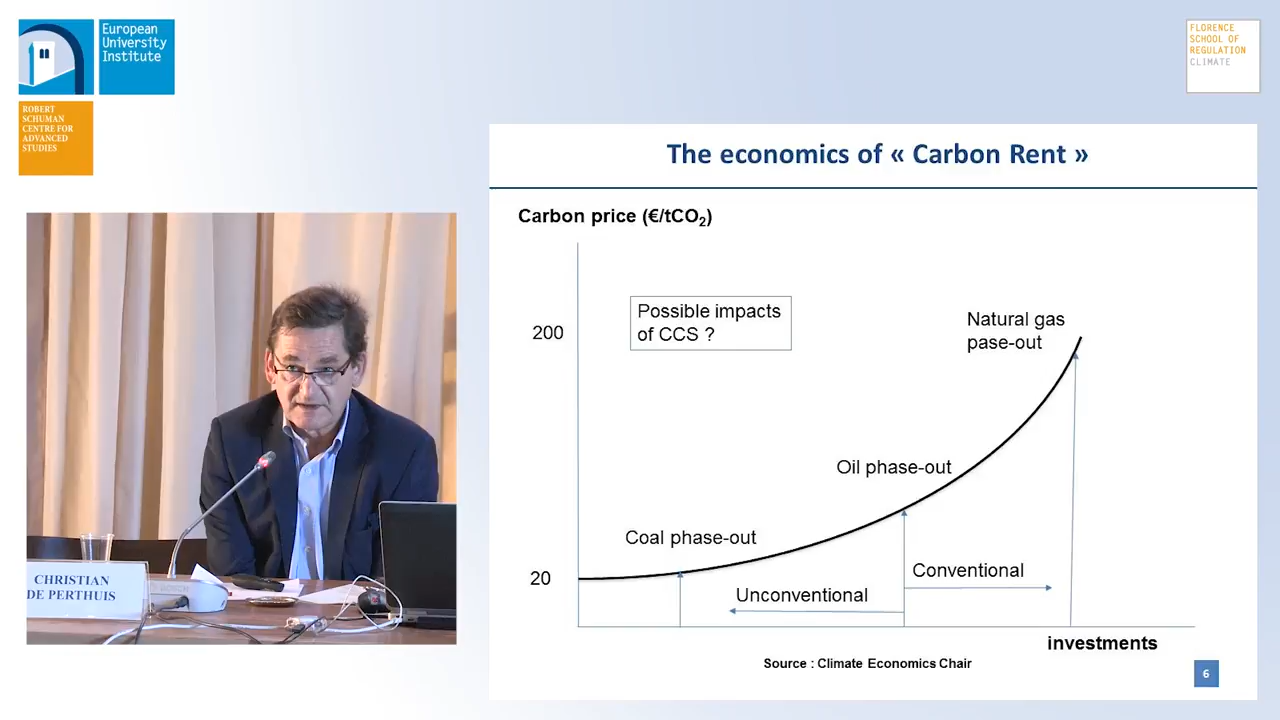 European
University
Institute
ROBERT
SCHUMAN
CENTRE FOR
ADVANCED
STUDIES
FLORENCE
SCHOOL OF
REGULATION
CLIMATE
The economics of « Carbon Rent »
Carbon price (€/tCO₂)
Possible impacts
of CCS ?
200
Natural gas
pase-out
Oil phase-out
Coal phase-out
20
Conventional
Unconventional
investments
Source : Climate Economics Chair
6
CHRISTIAN
DE PERTHUIS